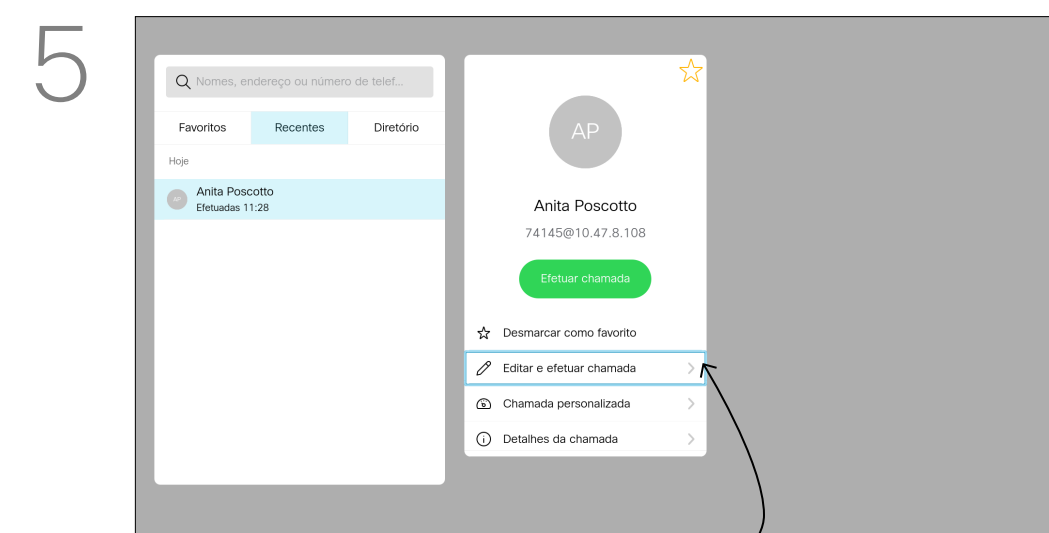 5
Nomes, endereço ou número de telef...
Favoritos Recentes Diretório
Hoje
AP
Anita Poscotto
Efetuadas 11:28
AP
Anita Poscotto
74145@10.47.8.108
Efetuar chamada
Desmarcar como favorito
Editar e efetuar chamada
Chamada personalizada
Detalhes da chamada